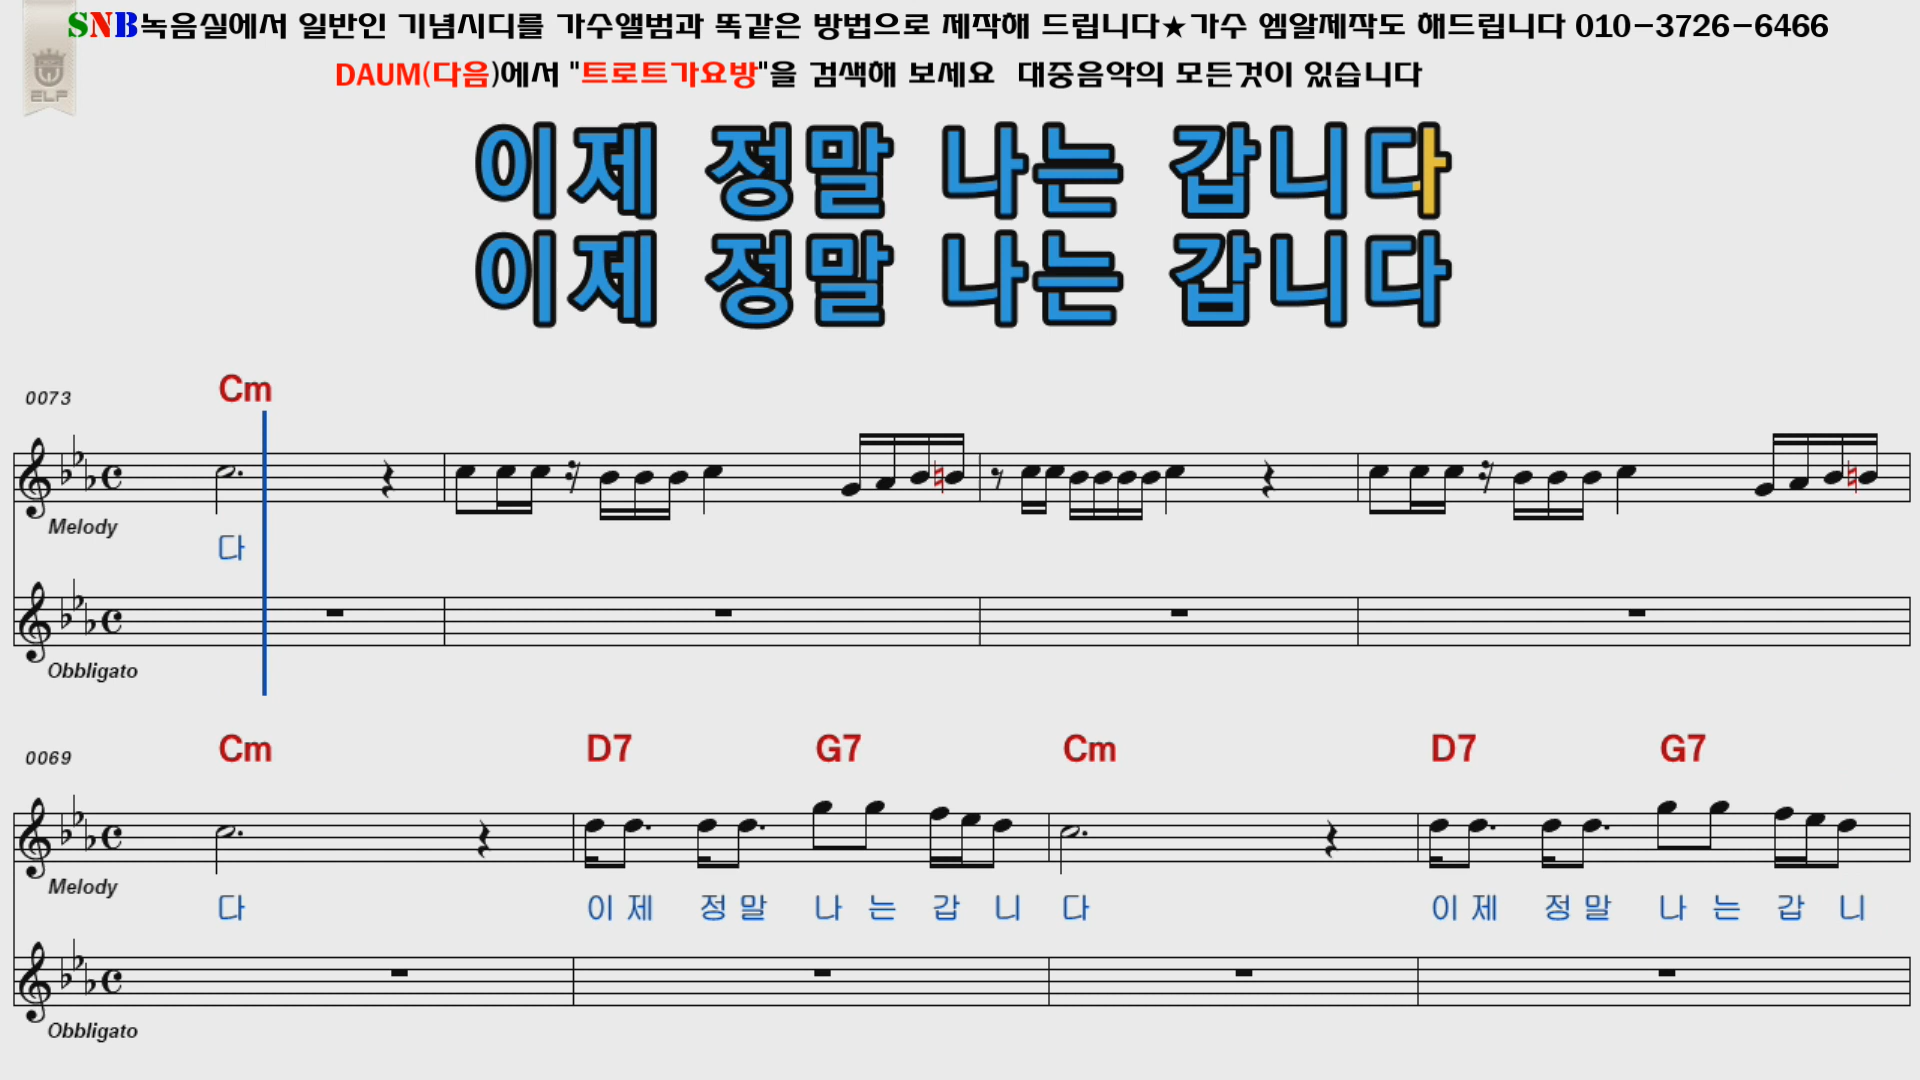 SNB녹음실에서 일반인 기념시디를 가수앨범과 똑같은 방법으로 제작해 드립니다★가수 엠알제작도 해드립니다 010-3726-6466
DAUM(다음)에서 "트로트가요방"을 검색해 보세요 대중음악의 모든것이 있습니다
ELF
이제 정말 나는 갑니다
이제 정말 나는 갑니다
0073 Cm
Melody
다
Obbligato
0069 Cm D7 G7 Cm D7 G7
Melody
다 이 제 정 말 나 는 갑 니 다 이 제 정 말 나 는 갑 니
Obbligato